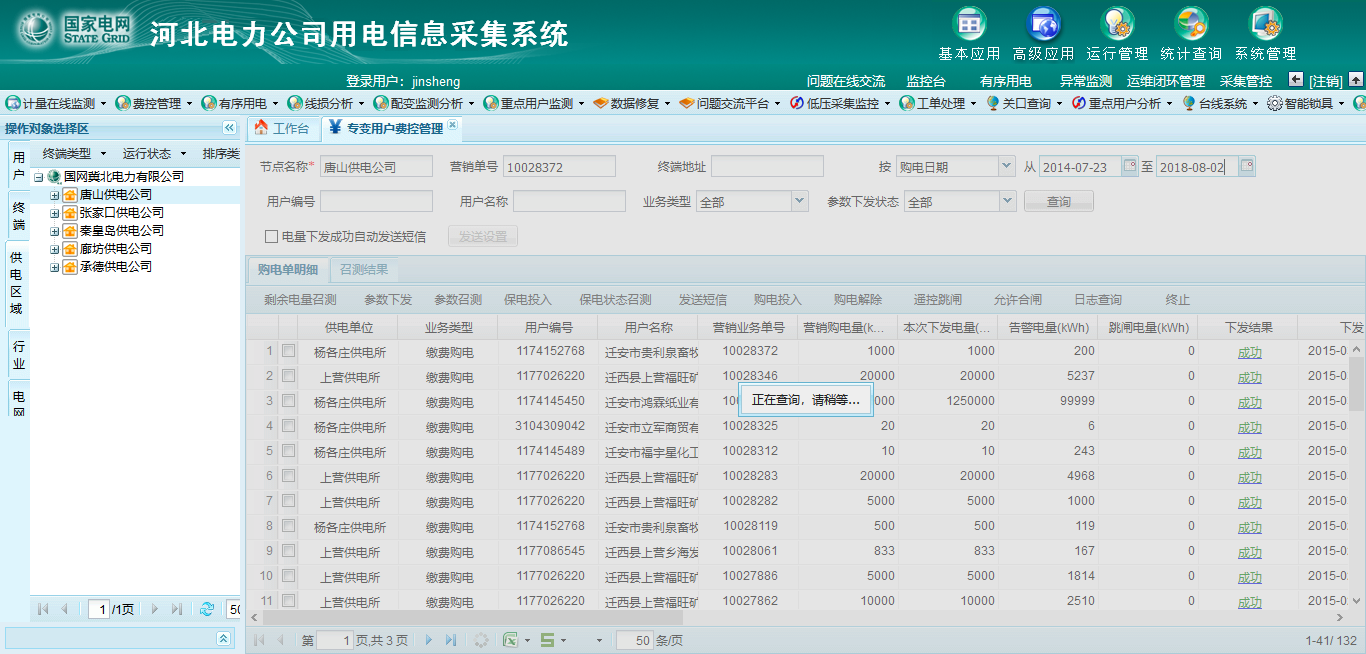 国家电网
STATE GRID
河北电力公司用电信息采集系统
基本应用 高级应用 运行管理 统计查询 系统管理
登录用户：jinsheng
问题在线交流 监控台 有序用电 异常监测 运维闭环管理 采集管控 [注销]
计量在线监测 费控管理 有序用电 线损分析 配变监测分析 重点用户监测 数据修复 问题交流平台 低压采集监控 工单处理 关口查询 重点用户分析 台线系统 智能锁具
操作对象选择区
工作台 专变用户费控管理
用户
终端
供电区域
行业
电网
终端类型 运行状态 排序类
国网冀北电力有限公司
唐山供电公司
张家口供电公司
秦皇岛供电公司
廊坊供电公司
承德供电公司
1 /1页 50
节点名称* 唐山供电公司 营销单号 10028372 终端地址 按 购电日期 从 2014-07-23 至 2018-08-02
用户编号 用户名称 业务类型 全部 参数下发状态 全部 查询
电量下发成功自动发送短信 发送设置
购电单明细 召测结果
剩余电量召测 参数下发 参数召测 保电投入 保电状态召测 发送短信 购电投入 购电解除 遥控跳闸 允许合闸 日志查询 终止
供电单位 业务类型 用户编号 用户名称 营销业务单号 营销购电量(k... 本次下发电量(... 告警电量(kWh) 跳闸电量(kWh) 下发结果 下发
1 杨各庄供电所 缴费购电 1174152768 迁安市贵利泉畜牧 10028372 1000 1000 200 0 成功 2015-0
2 上营供电所 缴费购电 1177026220 迁西县上营福旺矿 10028346 20000 20000 5237 0 成功 2015-0
3 杨各庄供电所 缴费购电 1174145450 迁安市鸿霖纸业有 10 000 1250000 99999 0 成功 2015-0
4 杨各庄供电所 缴费购电 3104309042 迁安市立军商贸有 10028325 20 20 6 0 成功 2015-0
5 杨各庄供电所 缴费购电 1174145489 迁安市福宇星化工 10028312 10 10 243 0 成功 2015-0
6 上营供电所 缴费购电 1177026220 迁西县上营福旺矿 10028283 20000 20000 4968 0 成功 2015-0
7 上营供电所 缴费购电 1177026220 迁西县上营福旺矿 10028282 5000 5000 1000 0 成功 2015-0
8 杨各庄供电所 缴费购电 1174152768 迁安市贵利泉畜牧 10028119 500 500 119 0 成功 2015-0
9 上营供电所 缴费购电 1177086545 迁西县上营乡海发 10028061 833 833 167 0 成功 2015-0
10 上营供电所 缴费购电 1177026220 迁西县上营福旺矿 10027886 5000 5000 1814 0 成功 2015-0
11 上营供电所 缴费购电 1177026220 迁西县上营福旺矿 10027862 10000 10000 2510 0 成功 2015-0
正在查询，请稍等...
第 1 页,共 3 页 50 条/页 1-41/ 132